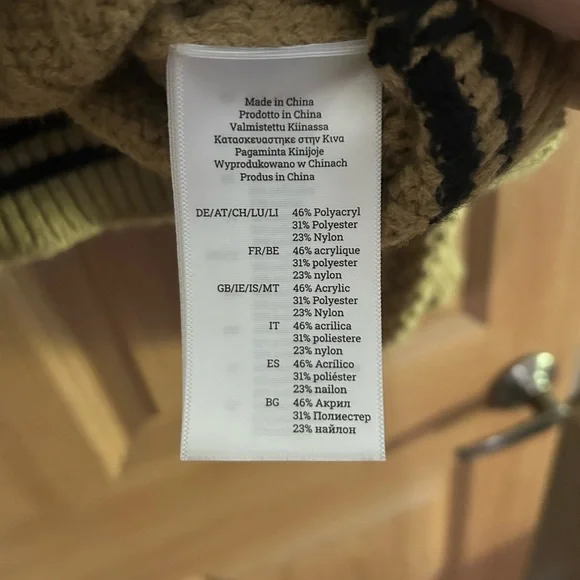 Made in China
Prodotto in China
Valmistettu Kiinassa
Κατασκευαστηκε στην Κινα
Pagaminta Kinijoje
Wyprodukowano w Chinach
Produs in China
DE/AT/CH/LU/LI 46% Polyacryl
31% Polyester
23% Nylon
FR/BE 46% acrylique
31% polyester
23% nylon
GB/IE/IS/MT 46% Acrylic
31% Polyester
23% Nylon
IT 46% acrilica
31% poliestere
23% nylon
ES 46% Acrílico
31% poliéster
23% nailon
BG 46% Акрил
31% Полиестер
23% найлон